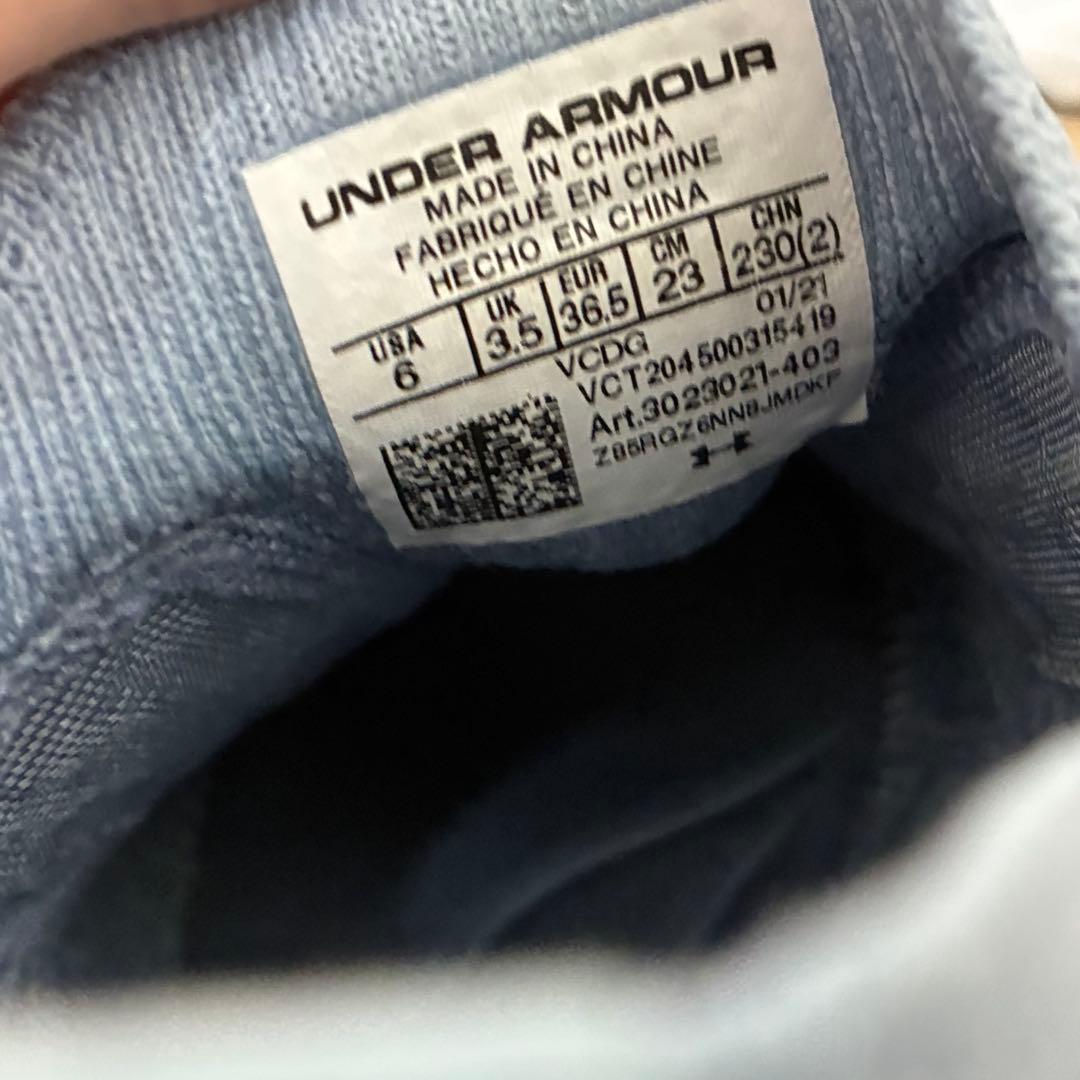 UNDER ARMOUR
MADE IN CHINA
FABRIQUÉ EN CHINE
HECHO EN CHINA
USA UK EUR CM CHN
6 3.5 36.5 23 230(2)
VCDG 01/21
VCT204500315419
Art.3023021-403